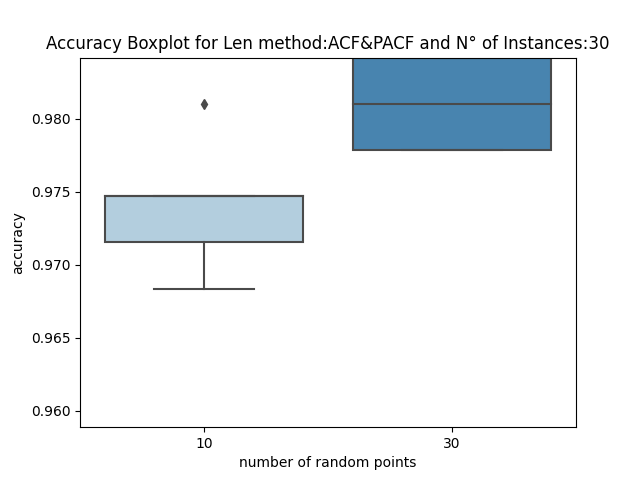 Accuracy Boxplot for Len method:ACF&PACF and N° of Instances:30
0.980
0.975
0.970
0.965
0.960
accuracy
10
30
number of random points